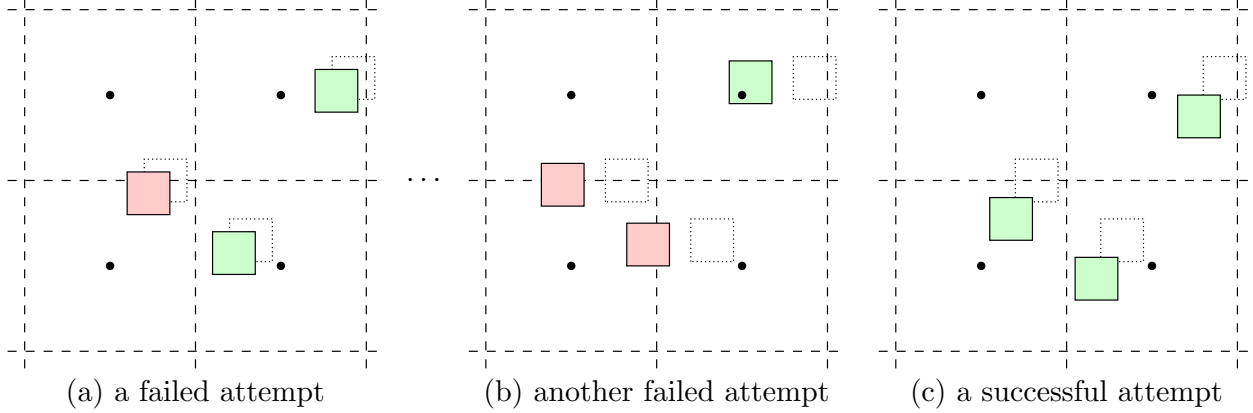 ...
(a) a failed attempt
(b) another failed attempt
(c) a successful attempt